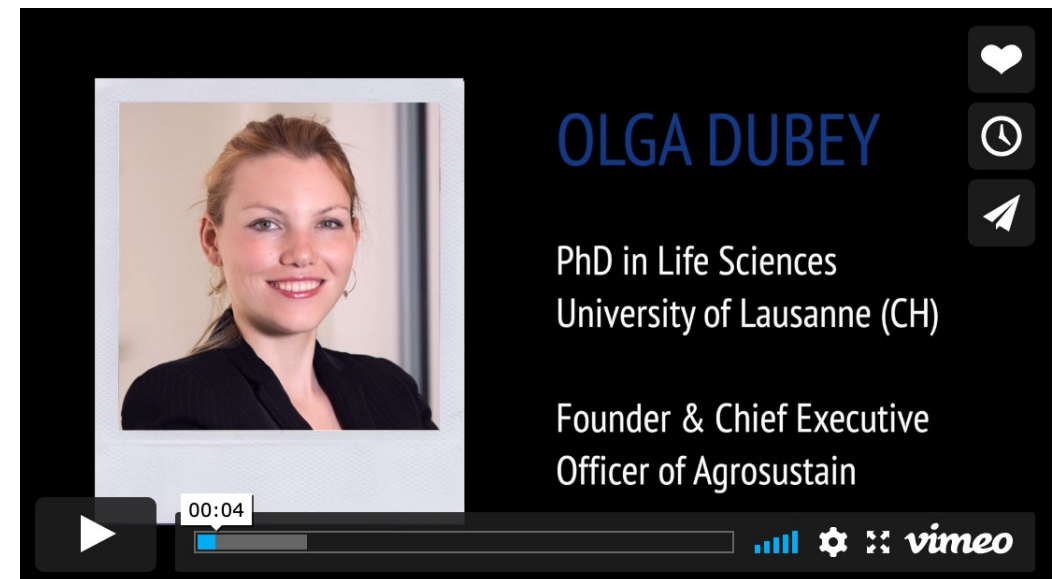 OLGA DUBEY
PhD in Life Sciences
University of Lausanne (CH)
Founder & Chief Executive
Officer of Agrosustain
00:04
vimeo